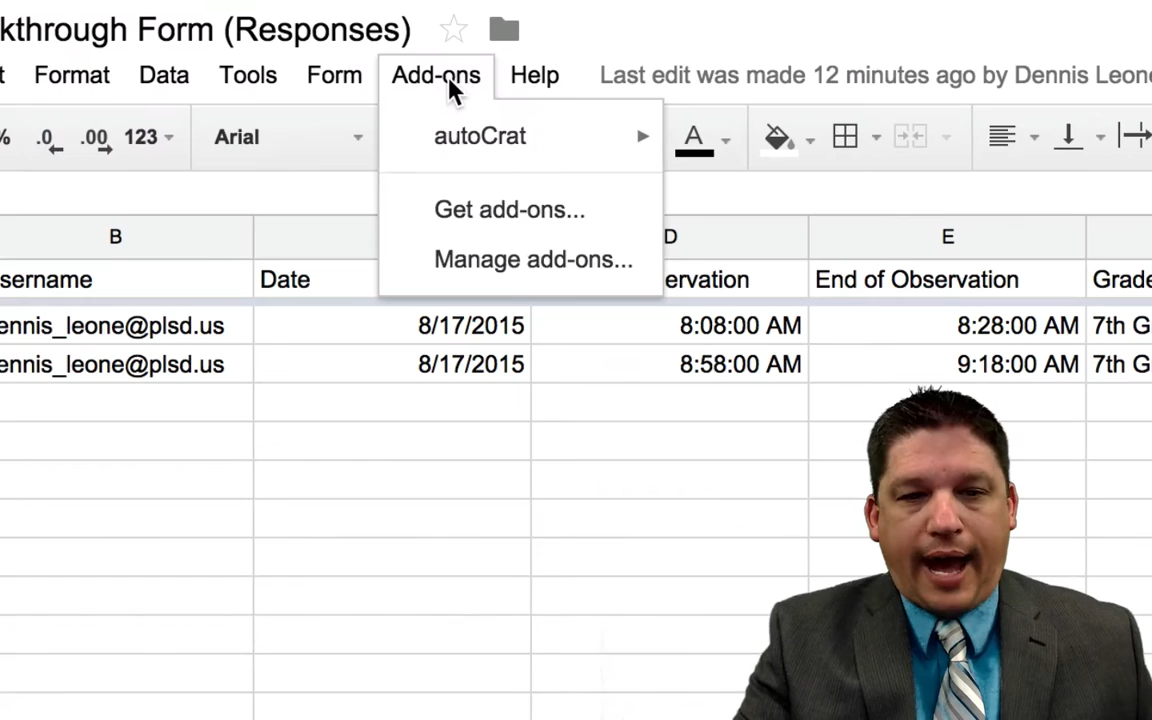 kthrough Form (Responses)
t Format Data Tools Form Add-ons Help Last edit was made 12 minutes ago by Dennis Leone
% .0 .00 123 Arial autoCrat A
Get add-ons...
Manage add-ons...
B D E
sername Date ervation End of Observation Grade
ennis_leone@plsd.us 8/17/2015 8:08:00 AM 8:28:00 AM 7th G
ennis_leone@plsd.us 8/17/2015 8:58:00 AM 9:18:00 AM 7th G